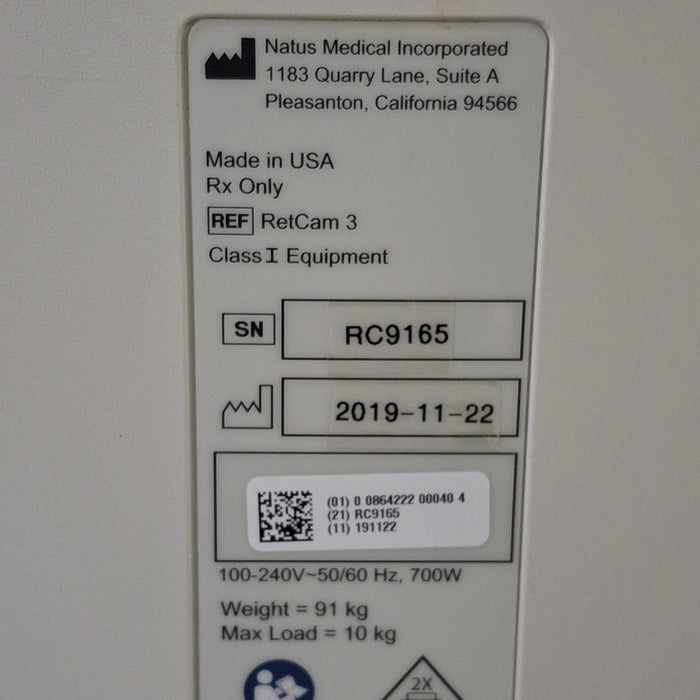 Natus Medical Incorporated
1183 Quarry Lane, Suite A
Pleasanton, California 94566
Made in USA
Rx Only
REF RetCam 3
Class I Equipment
SN RC9165
2019-11-22
(01) 0 0864222 00040 4
(21) RC9165
(11) 191122
100-240V~50/60 Hz, 700W
Weight = 91 kg
Max Load = 10 kg
2X